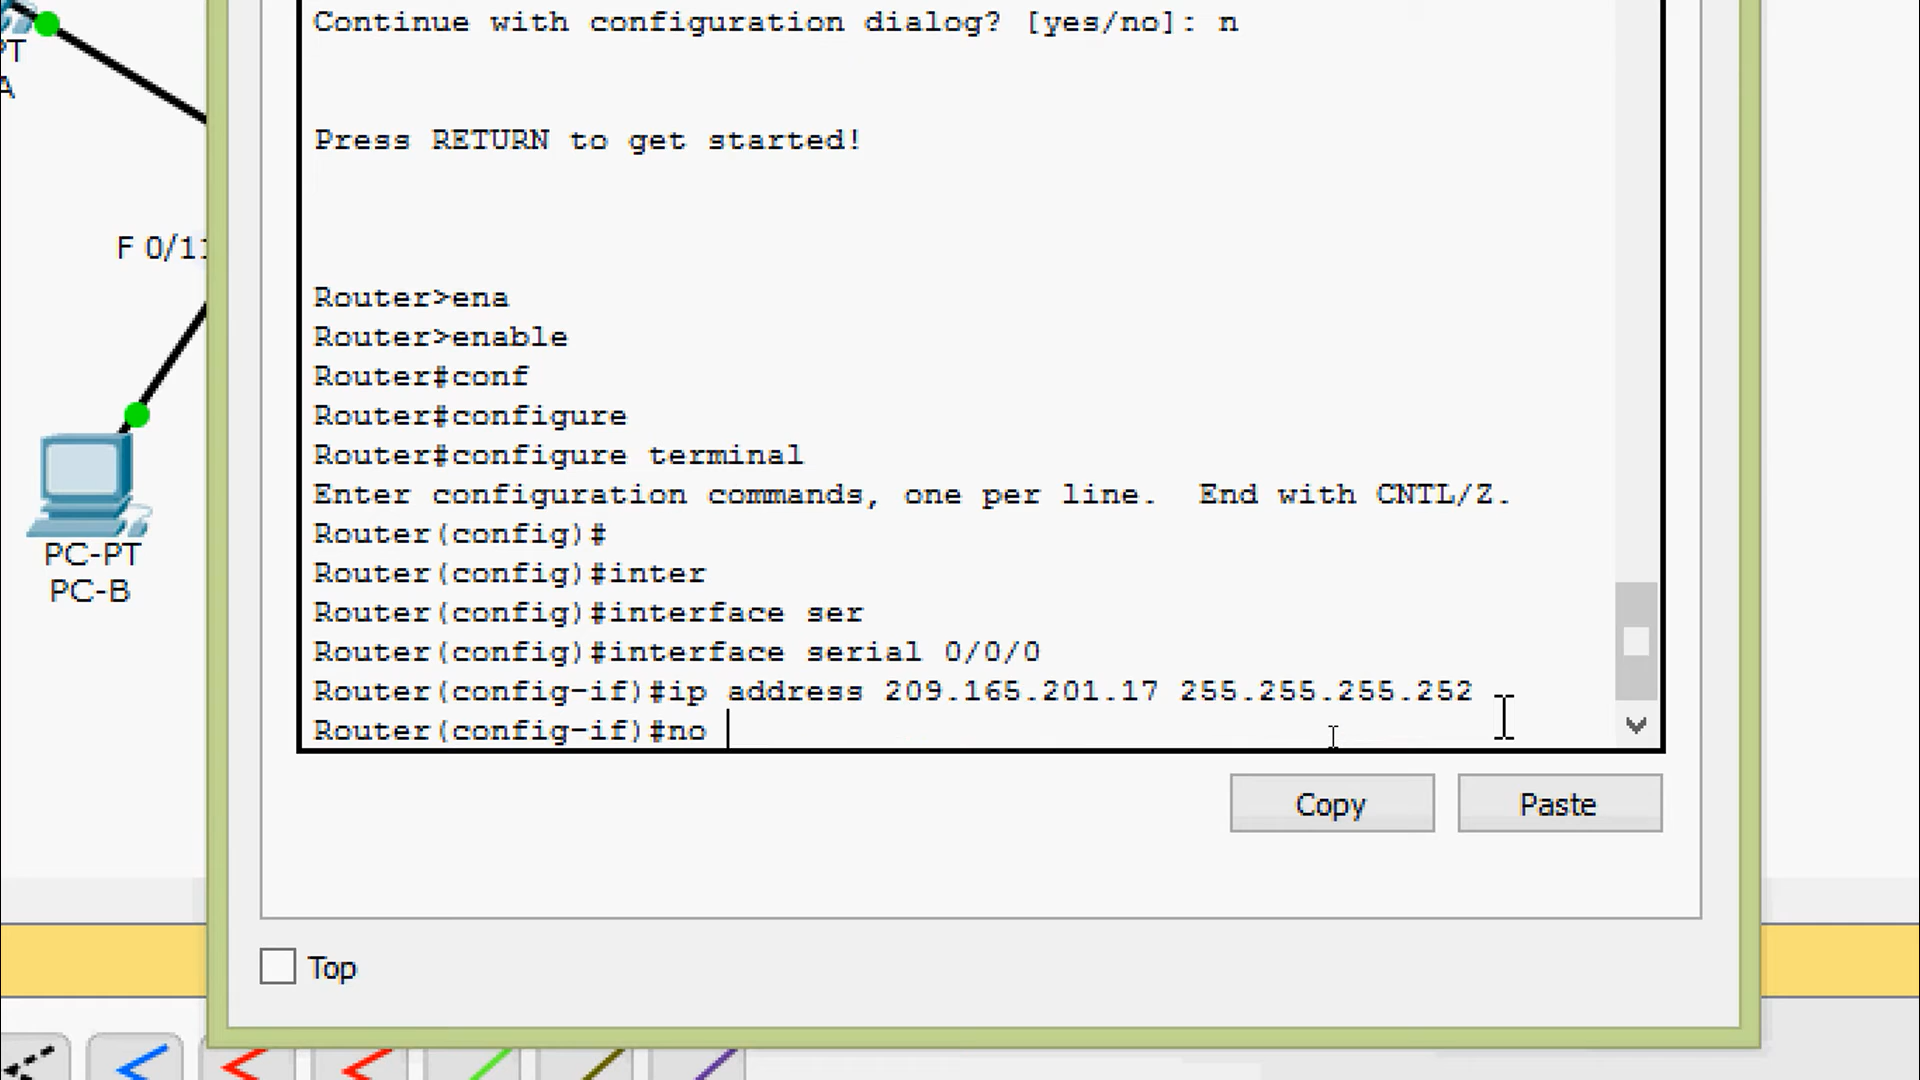 Continue with configuration dialog? [yes/no]: n
Press RETURN to get started!
Router>ena
Router>enable
Router#conf
Router#configure
Router#configure terminal
Enter configuration commands, one per line.  End with CNTL/Z.
Router(config)#
Router(config)#inter
Router(config)#interface ser
Router(config)#interface serial 0/0/0
Router(config-if)#ip address 209.165.201.17 255.255.255.252
Router(config-if)#no
Copy
Paste
Top
PT
A
F 0/11
PC-PT
PC-B